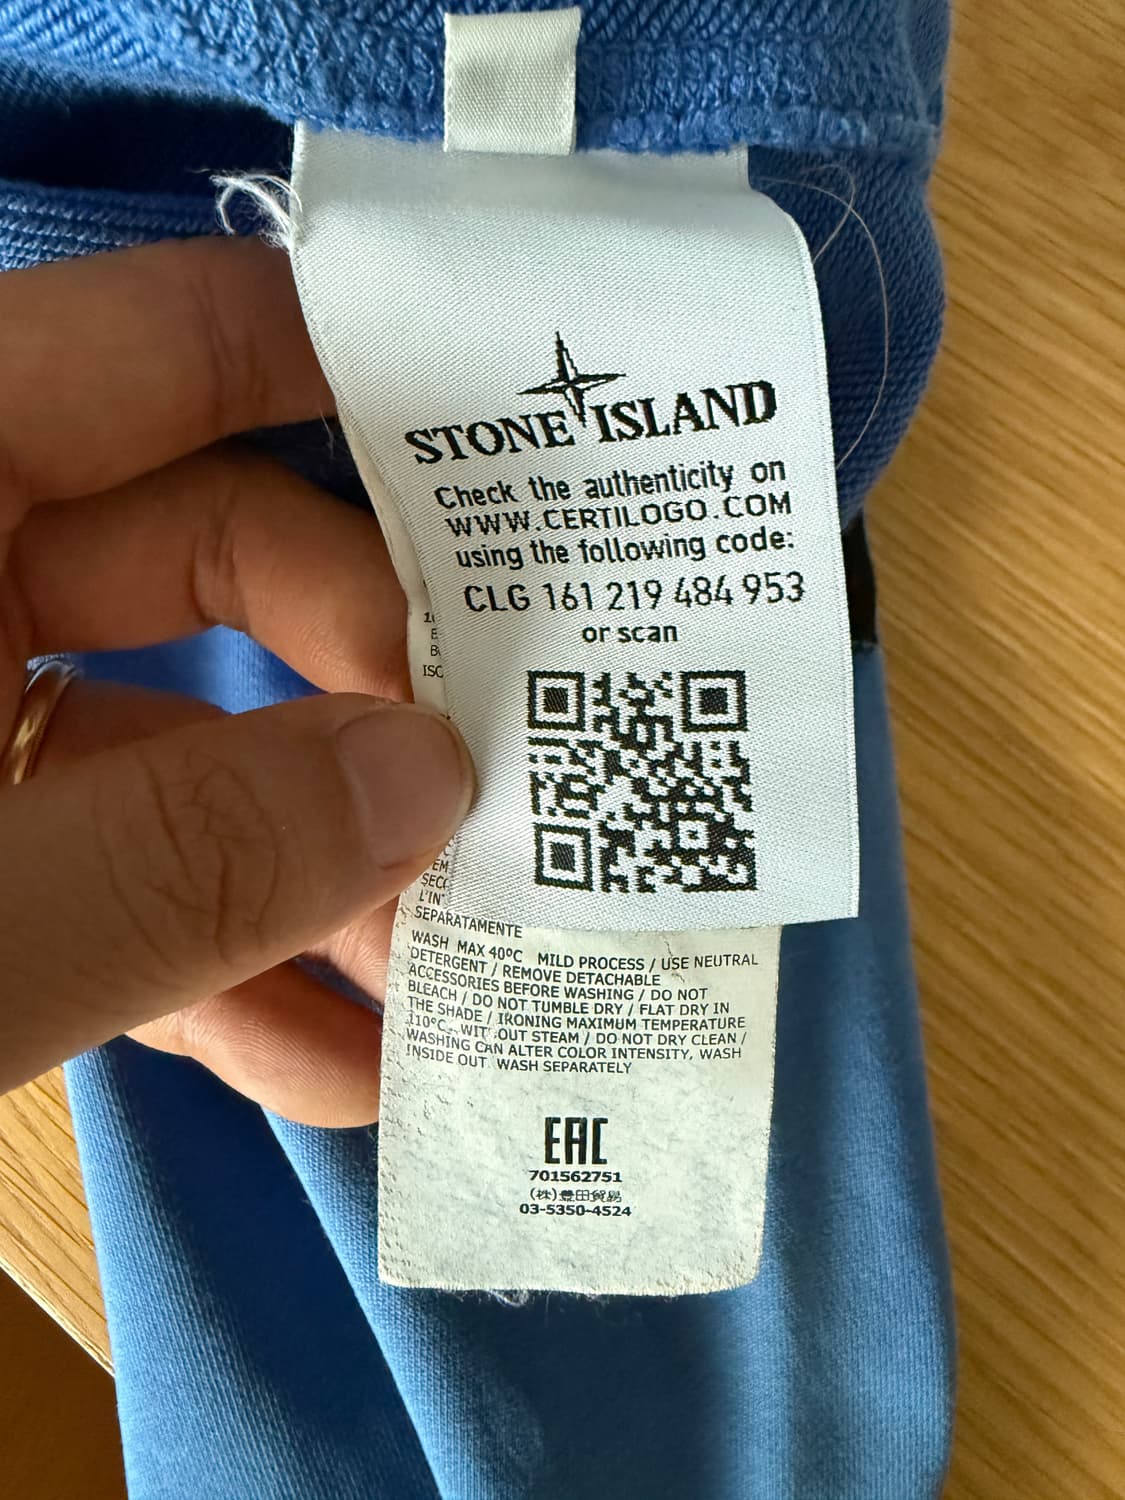 STONE ISLAND
Check the authenticity on
WWW.CERTILOGO.COM
using the following code:
CLG 161 219 484 953
or scan
ISO
SEPARATAMENTE
WASH MAX 40°C MILD PROCESS / USE NEUTRAL
DETERGENT / REMOVE DETACHABLE
ACCESSORIES BEFORE WASHING / DO NOT
BLEACH / DO NOT TUMBLE DRY / FLAT DRY IN
THE SHADE / IRONING MAXIMUM TEMPERATURE
110°C. WIT OUT STEAM / DO NOT DRY CLEAN /
WASHING CAN ALTER COLOR INTENSITY, WASH
INSIDE OUT WASH SEPARATELY
EAC
701562751
(株)豊田貿易
03-5350-4524